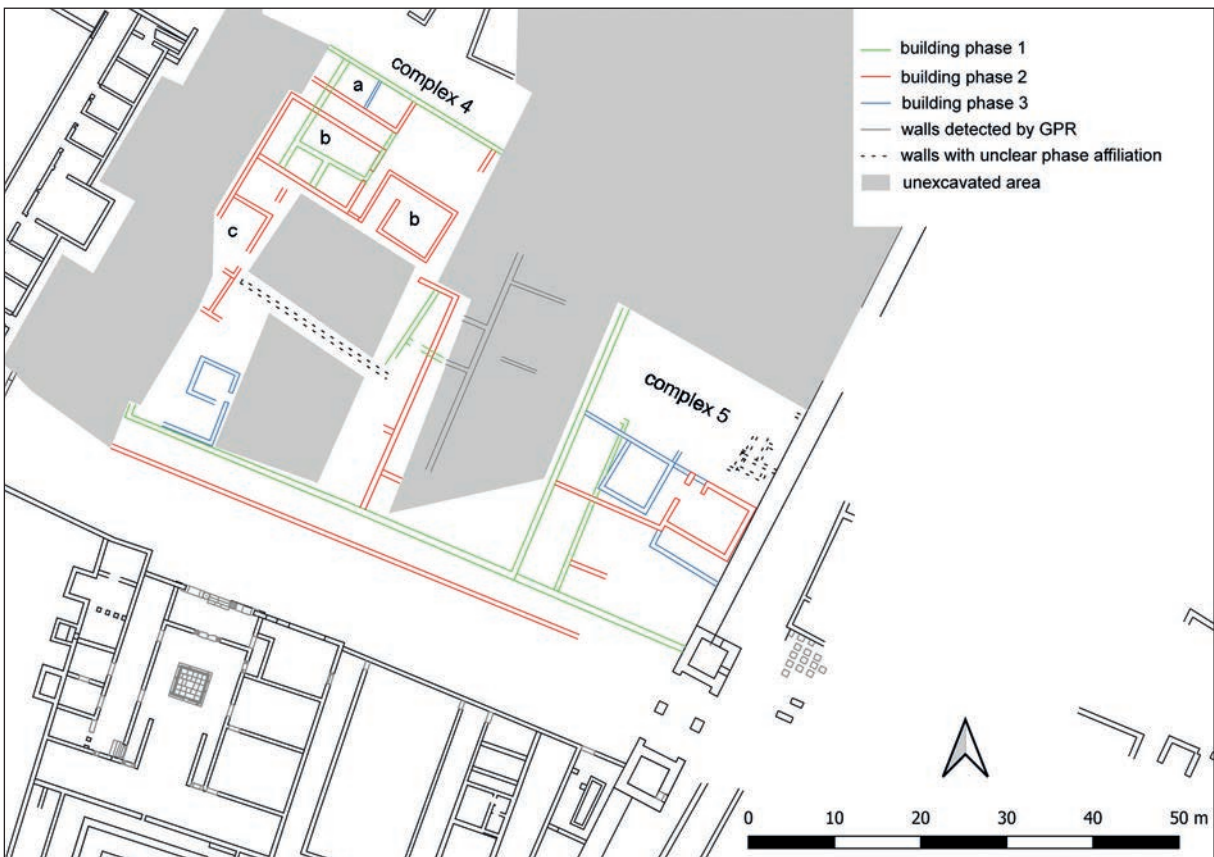 complex 4
a
b
b
c
complex 5
building phase 1
building phase 2
building phase 3
walls detected by GPR
walls with unclear phase affiliation
unexcavated area
0 10 20 30 40 50 m